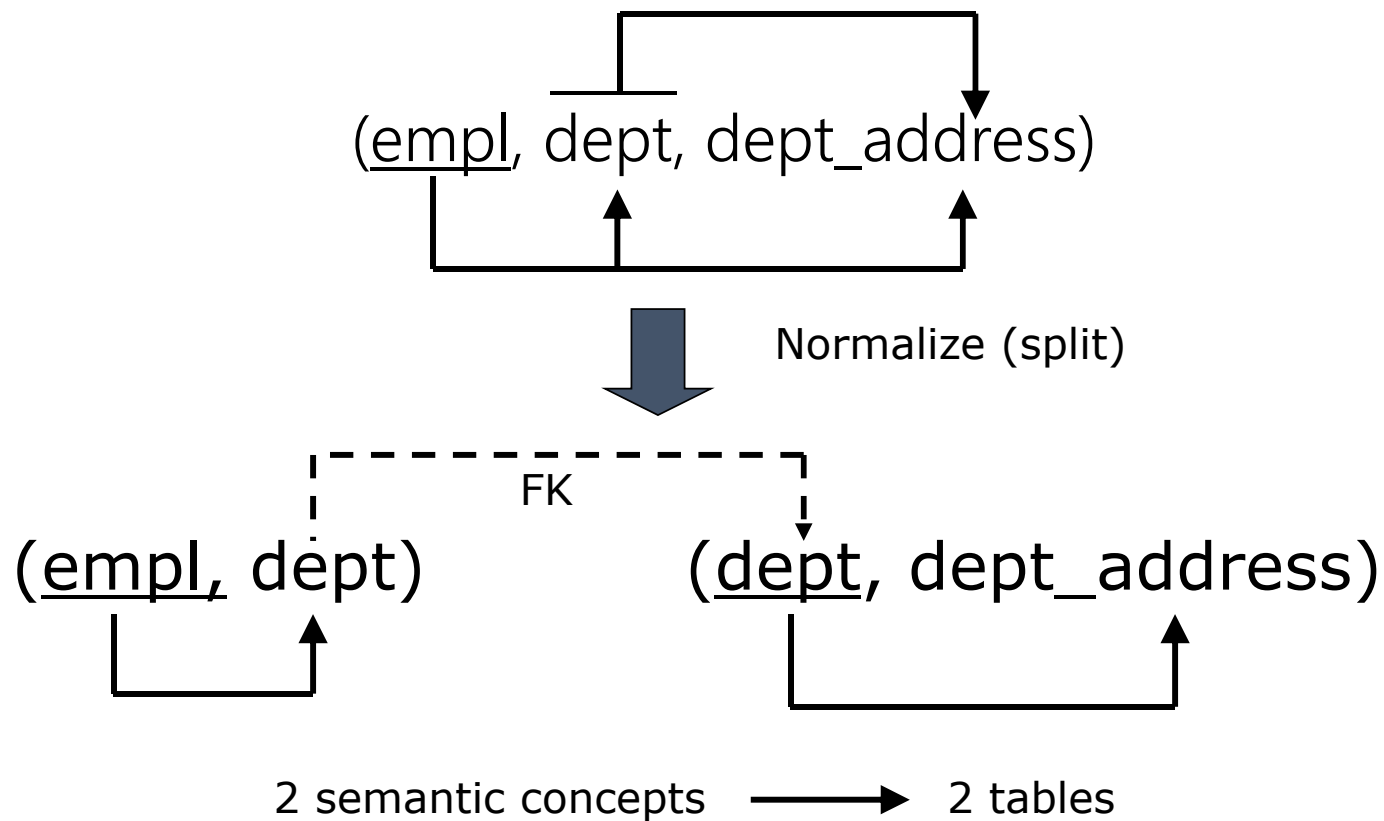 (empl, dept, dept_address)
Normalize (split)
FK
(empl, dept) (dept, dept_address)
2 semantic concepts 2 tables